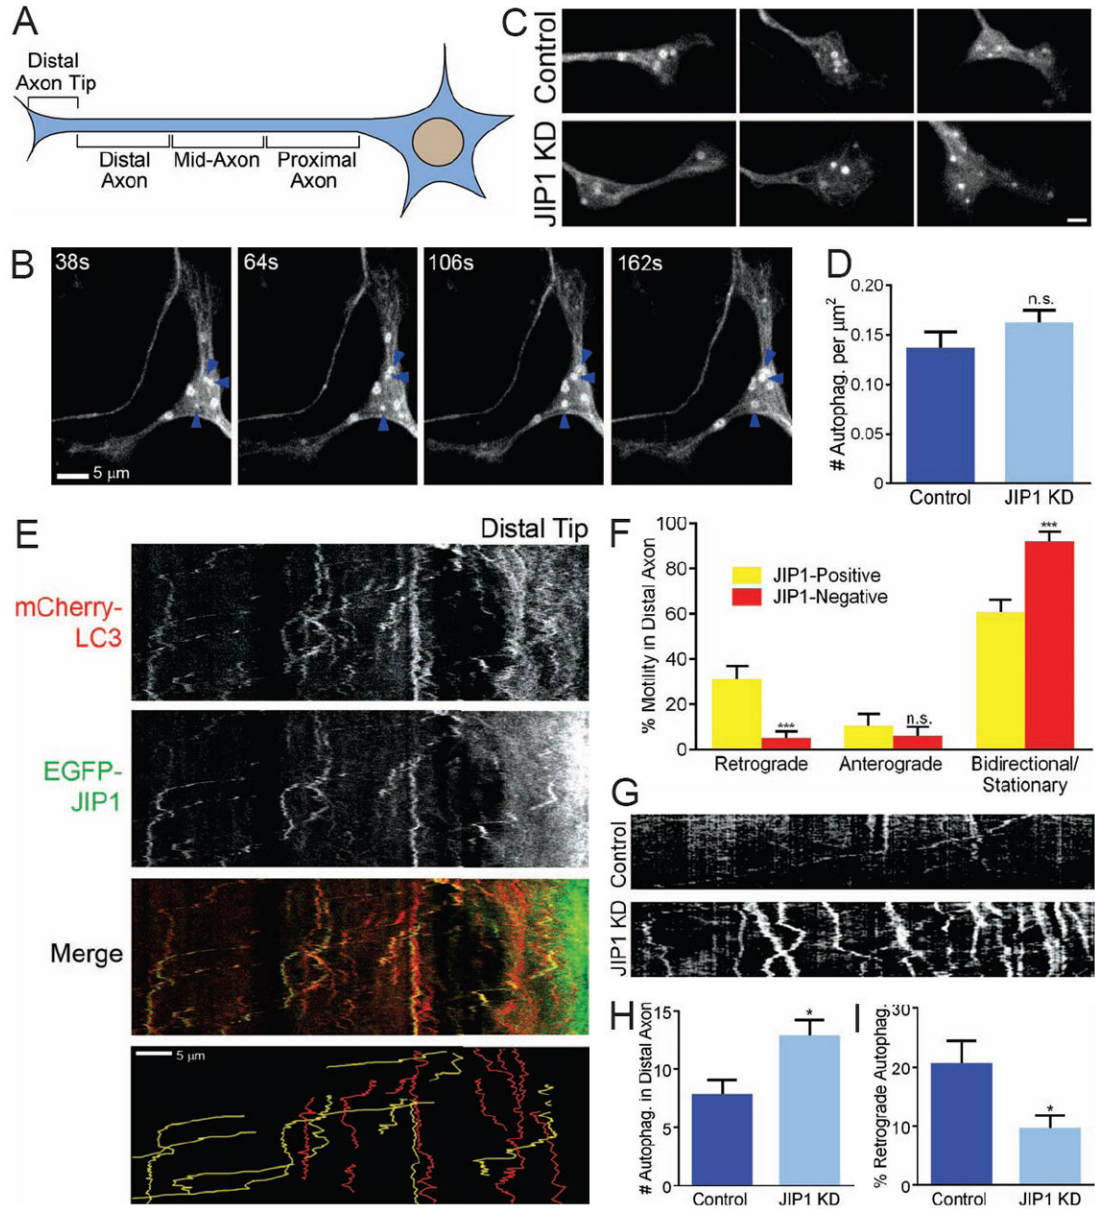 A
Distal
Axon Tip
Distal
Axon
Mid-Axon
Proximal
Axon
B
38s
64s
106s
162s
5 μm
C
Control
JIP1 KD
D
# Autophag. per μm²
0.20
0.15
0.10
0.05
0
n.s.
Control
JIP1 KD
E
Distal Tip
mCherry-
LC3
EGFP-
JIP1
Merge
5 μm
F
% Motility in Distal Axon
100
80
60
40
20
0
JIP1-Positive
JIP1-Negative
***
n.s.
***
Retrograde
Anterograde
Bidirectional/
Stationary
G
Control
JIP1 KD
H
# Autophag. in Distal Axon
15
10
5
0
*
Control
JIP1 KD
I
% Retrograde Autophag.
30
20
10
0
*
Control
JIP1 KD